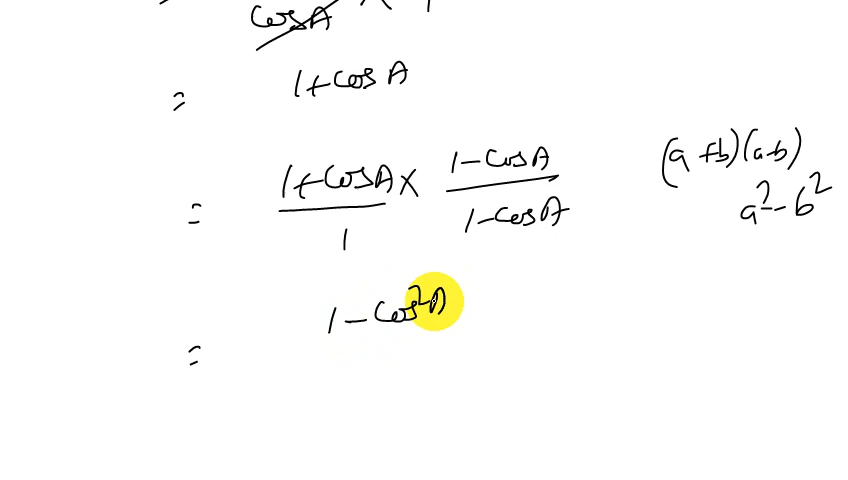 cosA ×
= 1+cosA
= 1+cosA/1 × 1-cosA/1-cosA (a+b)(a-b)
a²-b²
= 1-cos²A